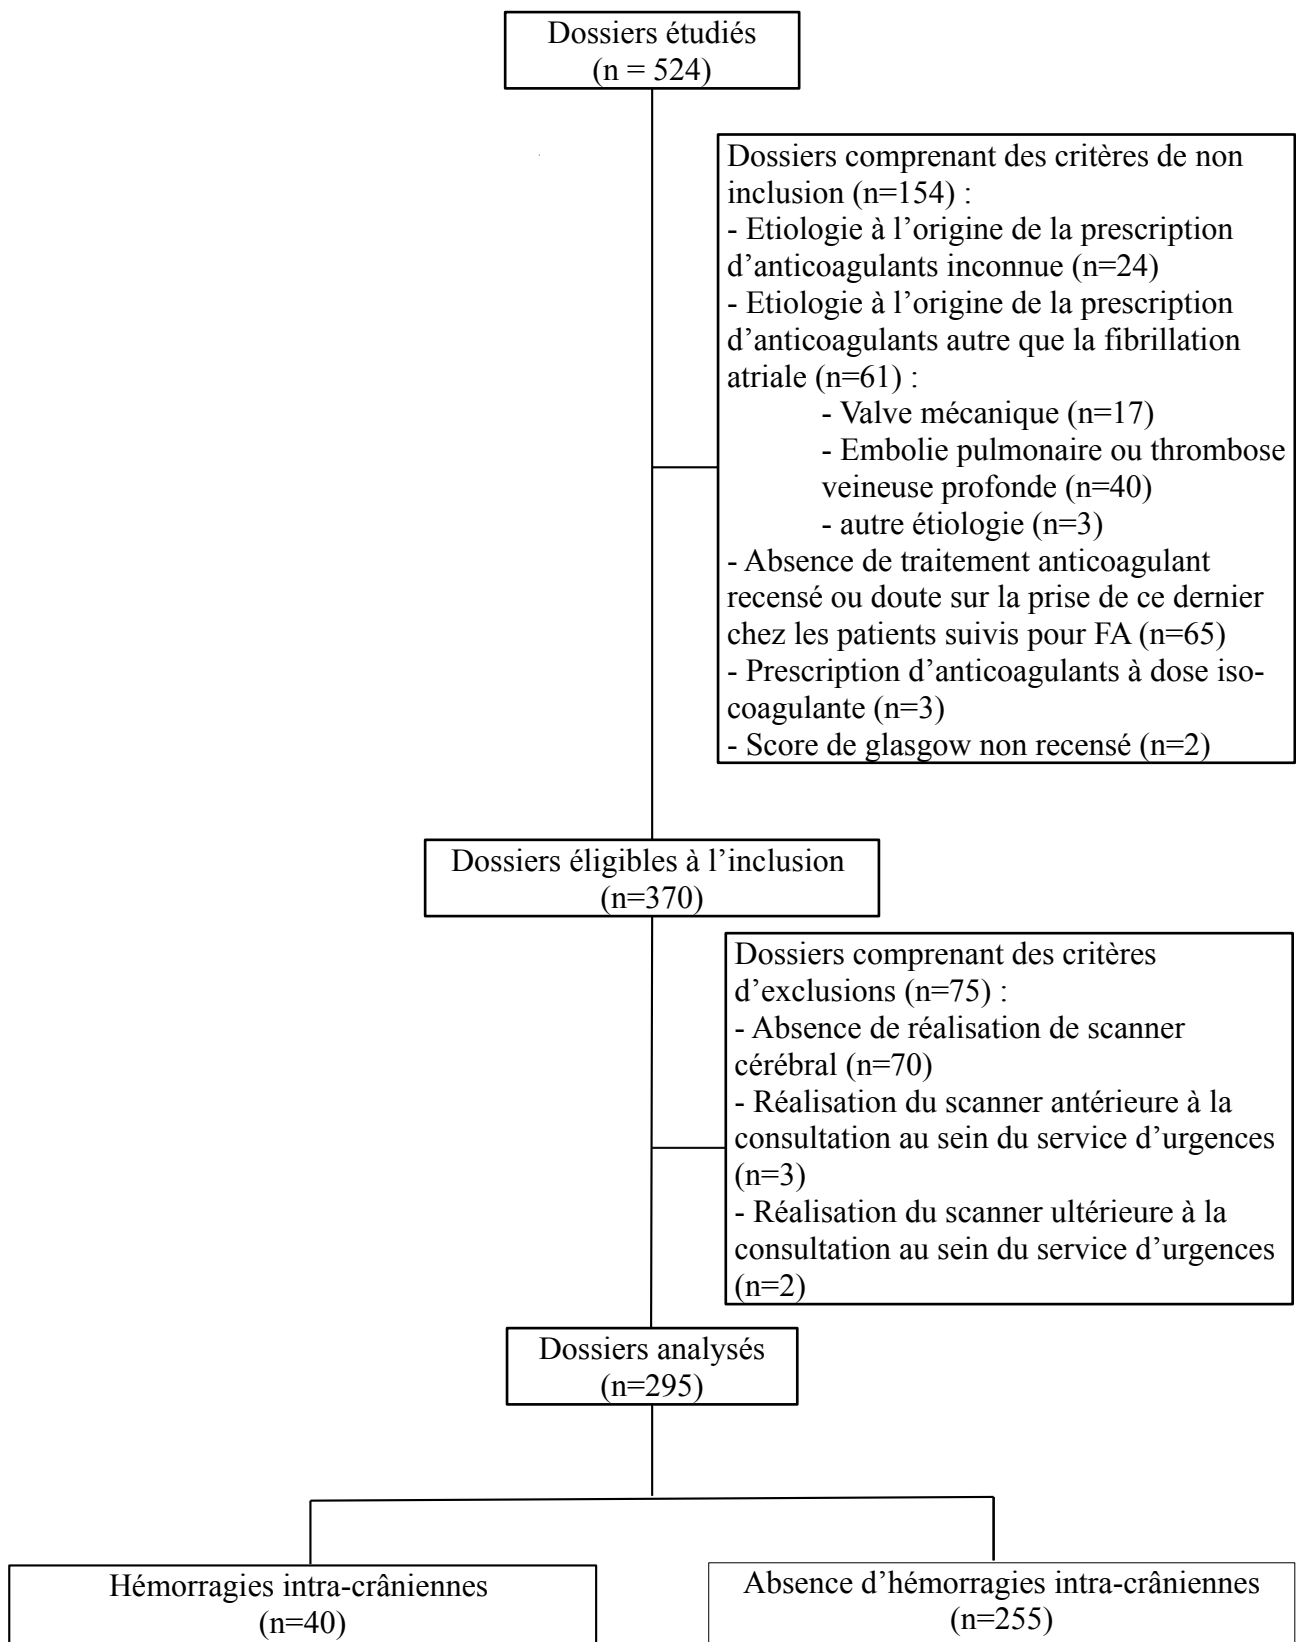 Dossiers étudiés
(n = 524)
Dossiers comprenant des critères de non
inclusion (n=154) :
- Etiologie à l’origine de la prescription
d’anticoagulants inconnue (n=24)
- Etiologie à l’origine de la prescription
d’anticoagulants autre que la fibrillation
atriale (n=61) :
- Valve mécanique (n=17)
- Embolie pulmonaire ou thrombose
veineuse profonde (n=40)
- autre étiologie (n=3)
- Absence de traitement anticoagulant
recensé ou doute sur la prise de ce dernier
chez les patients suivis pour FA (n=65)
- Prescription d’anticoagulants à dose iso-
coagulante (n=3)
- Score de glasgow non recensé (n=2)
Dossiers éligibles à l’inclusion
(n=370)
Dossiers comprenant des critères
d’exclusions (n=75) :
- Absence de réalisation de scanner
cérébral (n=70)
- Réalisation du scanner antérieure à la
consultation au sein du service d’urgences
(n=3)
- Réalisation du scanner ultérieure à la
consultation au sein du service d’urgences
(n=2)
Dossiers analysés
(n=295)
Hémorragies intra-crâniennes
(n=40)
Absence d’hémorragies intra-crâniennes
(n=255)